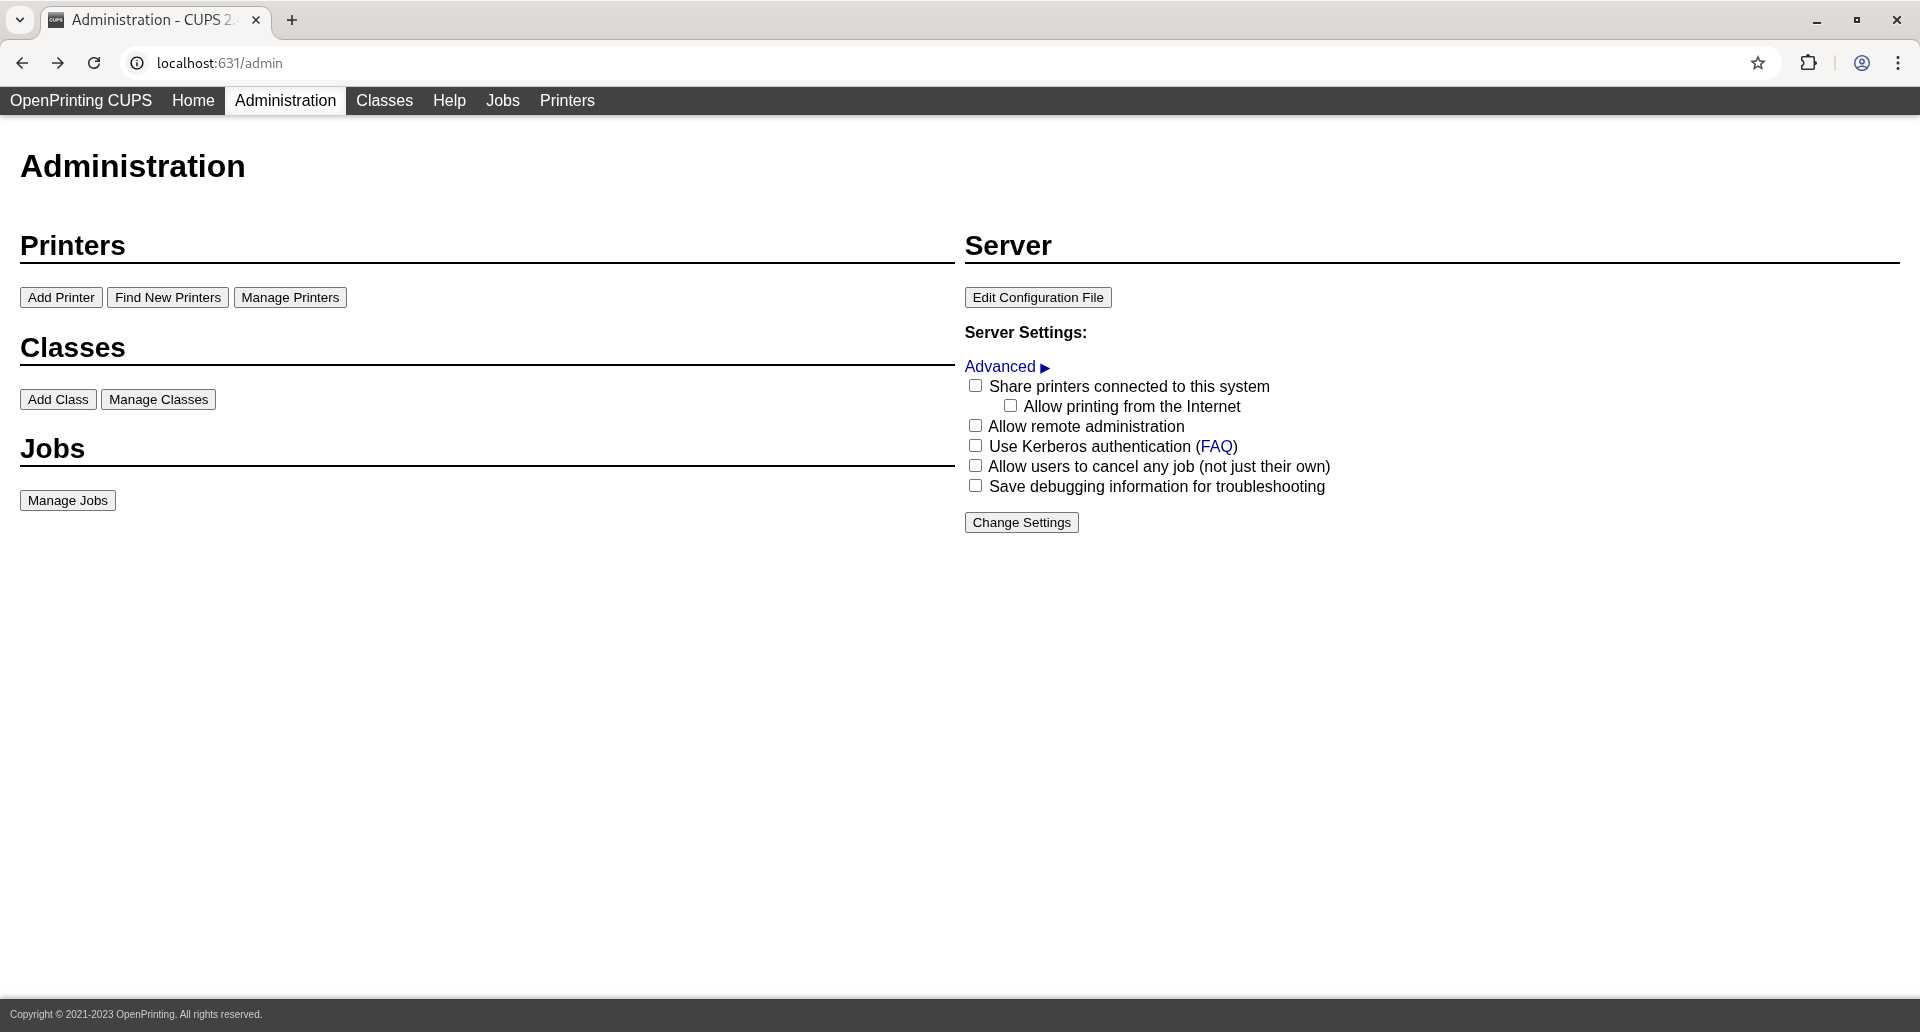 Administration - CUPS 2.
localhost:631/admin
OpenPrinting CUPS Home Administration Classes Help Jobs Printers
Administration
Printers
Add Printer Find New Printers Manage Printers
Classes
Add Class Manage Classes
Jobs
Manage Jobs
Server
Edit Configuration File
Server Settings:
Advanced ▶
Share printers connected to this system
Allow printing from the Internet
Allow remote administration
Use Kerberos authentication (FAQ)
Allow users to cancel any job (not just their own)
Save debugging information for troubleshooting
Change Settings
Copyright © 2021-2023 OpenPrinting. All rights reserved.